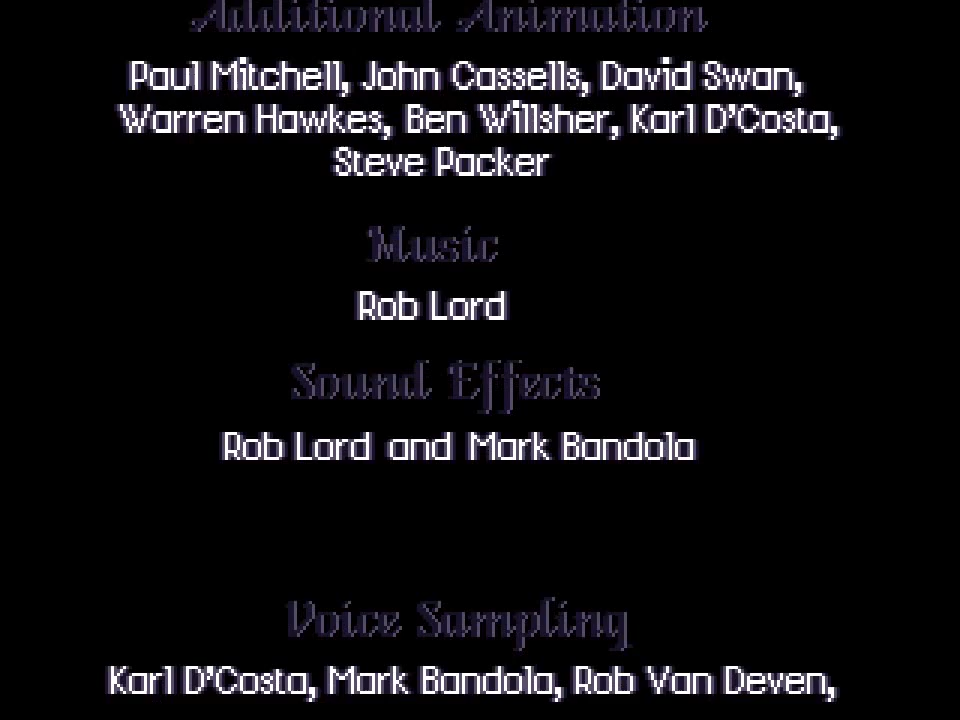 Additional Animation
Paul Mitchell, John Cassells, David Swan,
Warren Hawkes, Ben Willsher, Karl D'Costa,
Steve Packer
Music
Rob Lord
Sound Effects
Rob Lord and Mark Bandola
Voice Sampling
Karl D'Costa, Mark Bandola, Rob Van Deven,